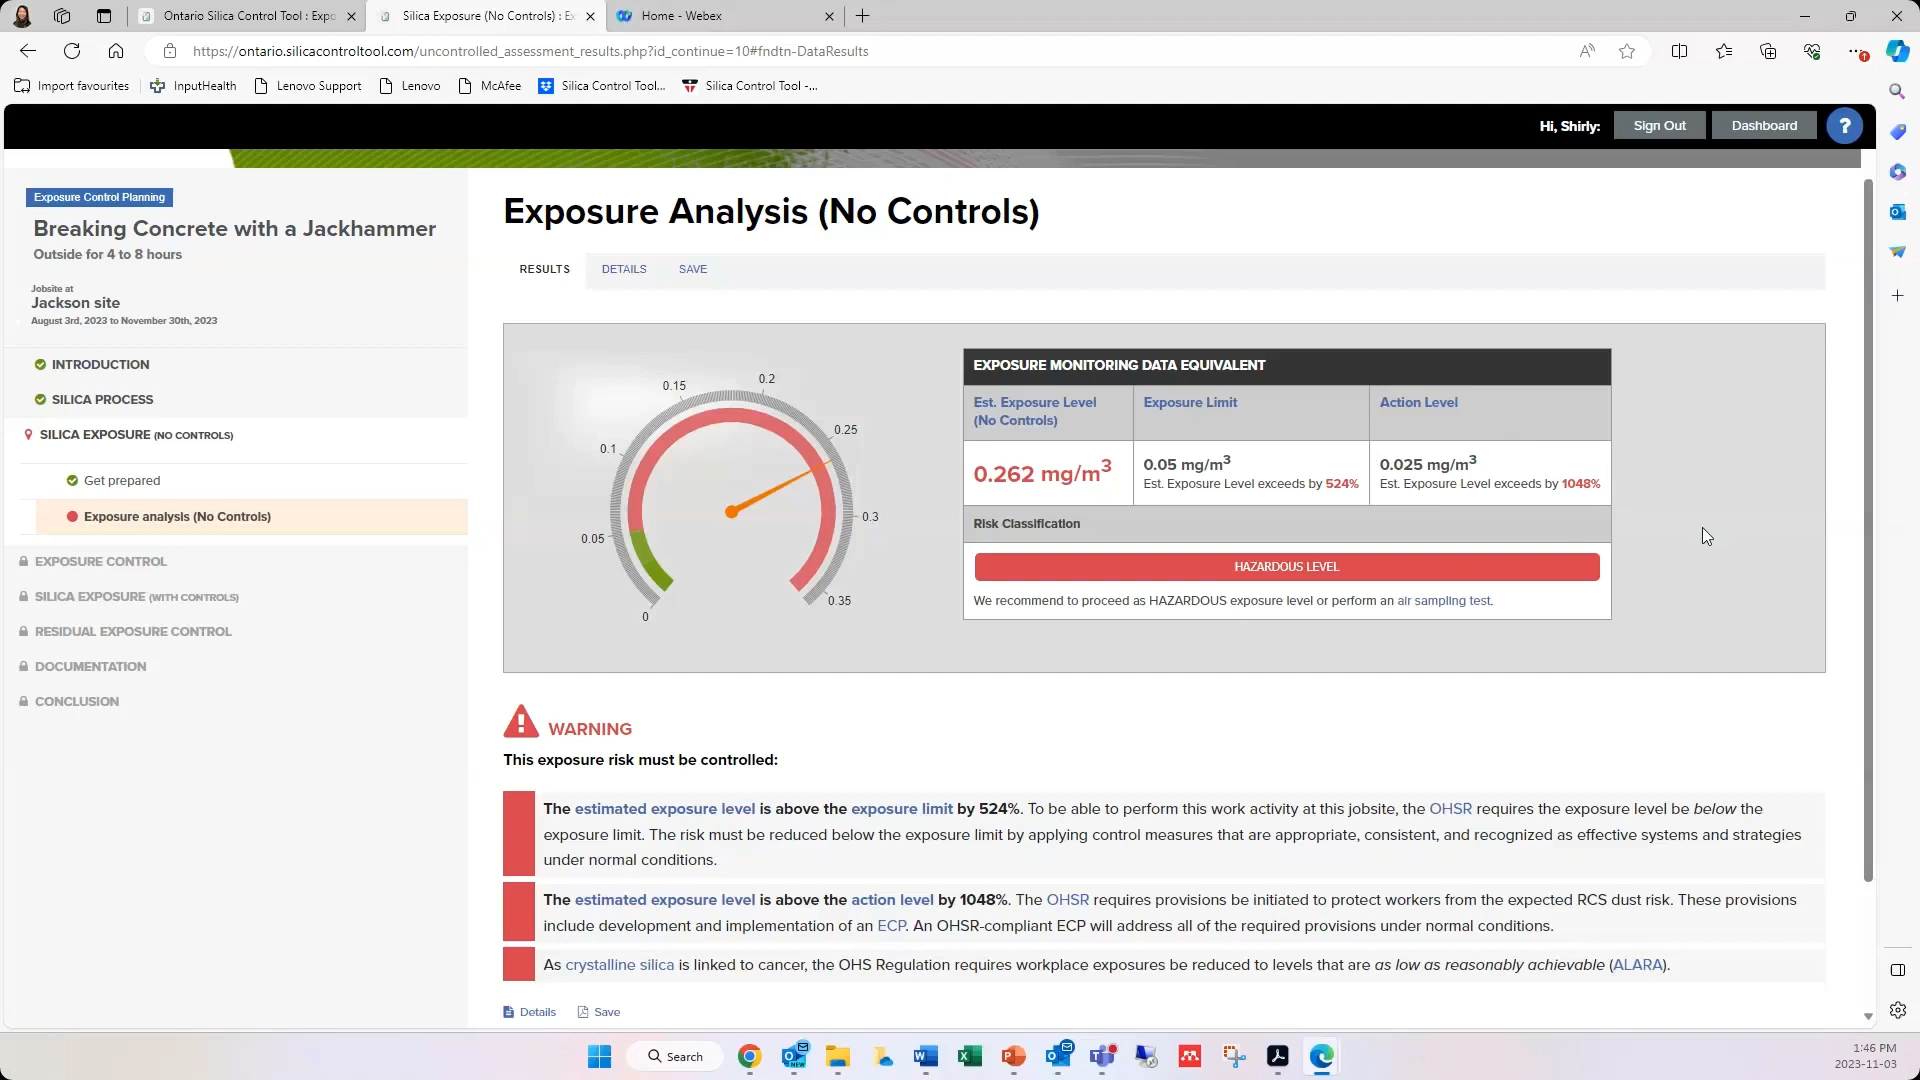 Ontario Silica Control Tool : Expo
Silica Exposure (No Controls) : E
Home - Webex
https://ontario.silicacontroltool.com/uncontrolled_assessment_results.php?id_continue=10#fndtn-DataResults
Import favourites
InputHealth
Lenovo Support
Lenovo
McAfee
Silica Control Tool...
Silica Control Tool -...
Hi, Shirly:
Sign Out
Dashboard
?
Exposure Control Planning
Breaking Concrete with a Jackhammer
Outside for 4 to 8 hours
Jobsite at
Jackson site
August 3rd, 2023 to November 30th, 2023
INTRODUCTION
SILICA PROCESS
SILICA EXPOSURE (NO CONTROLS)
Get prepared
Exposure analysis (No Controls)
EXPOSURE CONTROL
SILICA EXPOSURE (WITH CONTROLS)
RESIDUAL EXPOSURE CONTROL
DOCUMENTATION
CONCLUSION
Exposure Analysis (No Controls)
RESULTS
DETAILS
SAVE
0
0.05
0.1
0.15
0.2
0.25
0.3
0.35
EXPOSURE MONITORING DATA EQUIVALENT
Est. Exposure Level
(No Controls)
Exposure Limit
Action Level
0.262 mg/m3
0.05 mg/m3
Est. Exposure Level exceeds by 524%
0.025 mg/m3
Est. Exposure Level exceeds by 1048%
Risk Classification
HAZARDOUS LEVEL
We recommend to proceed as HAZARDOUS exposure level or perform an air sampling test.
WARNING
This exposure risk must be controlled:
The estimated exposure level is above the exposure limit by 524%. To be able to perform this work activity at this jobsite, the OHSR requires the exposure level be below the
exposure limit. The risk must be reduced below the exposure limit by applying control measures that are appropriate, consistent, and recognized as effective systems and strategies
under normal conditions.
The estimated exposure level is above the action level by 1048%. The OHSR requires provisions be initiated to protect workers from the expected RCS dust risk. These provisions
include development and implementation of an ECP. An OHSR-compliant ECP will address all of the required provisions under normal conditions.
As crystalline silica is linked to cancer, the OHS Regulation requires workplace exposures be reduced to levels that are as low as reasonably achievable (ALARA).
Details
Save
Search
1:46 PM
2023-11-03